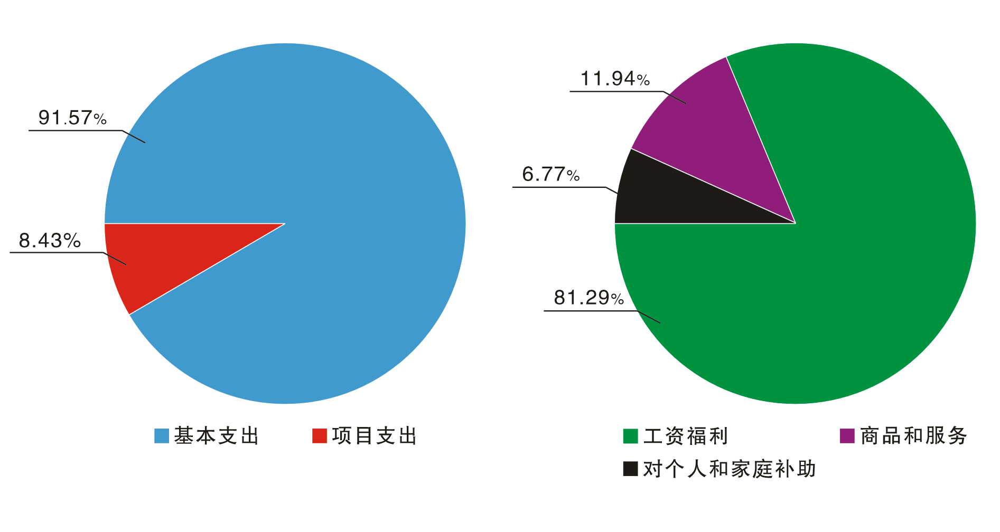 91.57%
8.43%
基本支出
项目支出
11.94%
6.77%
81.29%
工资福利
商品和服务
对个人和家庭补助